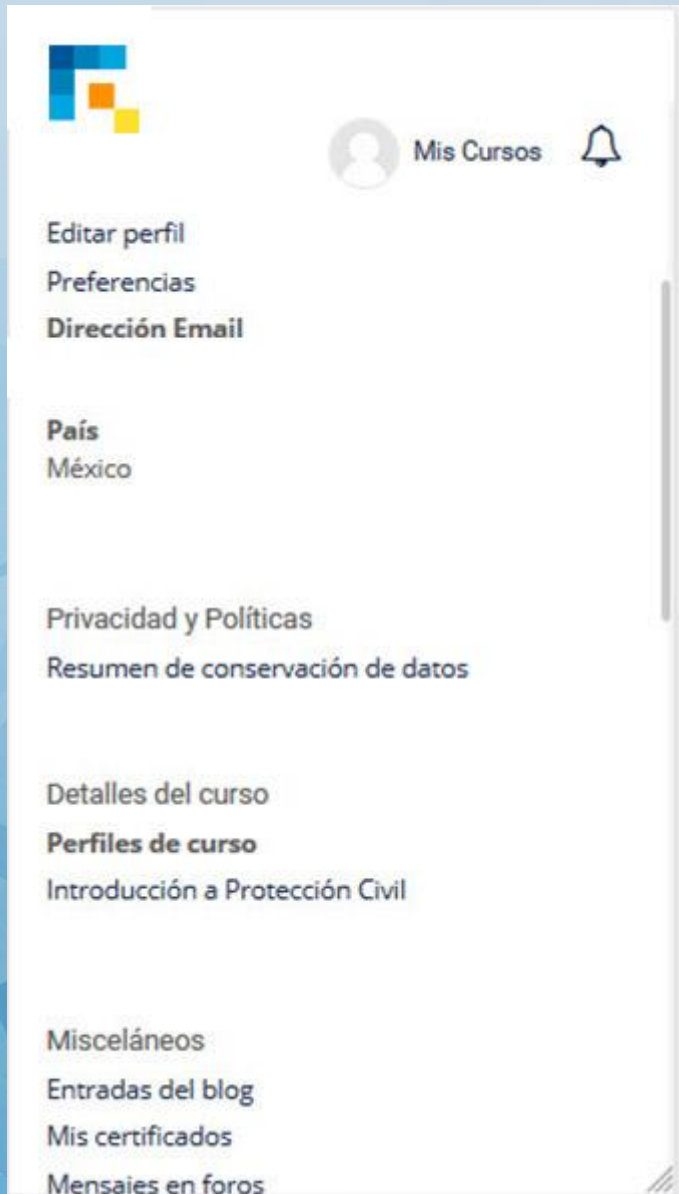 Mis Cursos
Editar perfil
Preferencias
Dirección Email
País
México
Privacidad y Políticas
Resumen de conservación de datos
Detalles del curso
Perfiles de curso
Introducción a Protección Civil
Misceláneos
Entradas del blog
Mis certificados
Mensajes en foros